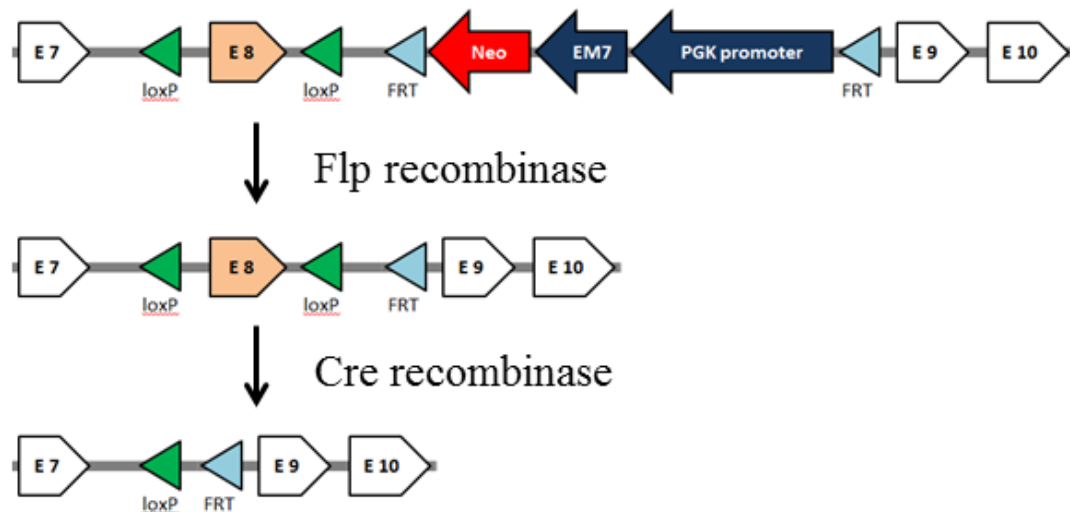 E 7 E 8 Neo EM7 PGK promoter E 9 E 10
loxP loxP FRT FRT
Flp recombinase
E 7 E 8 E 9 E 10
loxP loxP FRT
Cre recombinase
E 7 E 9 E 10
loxP FRT